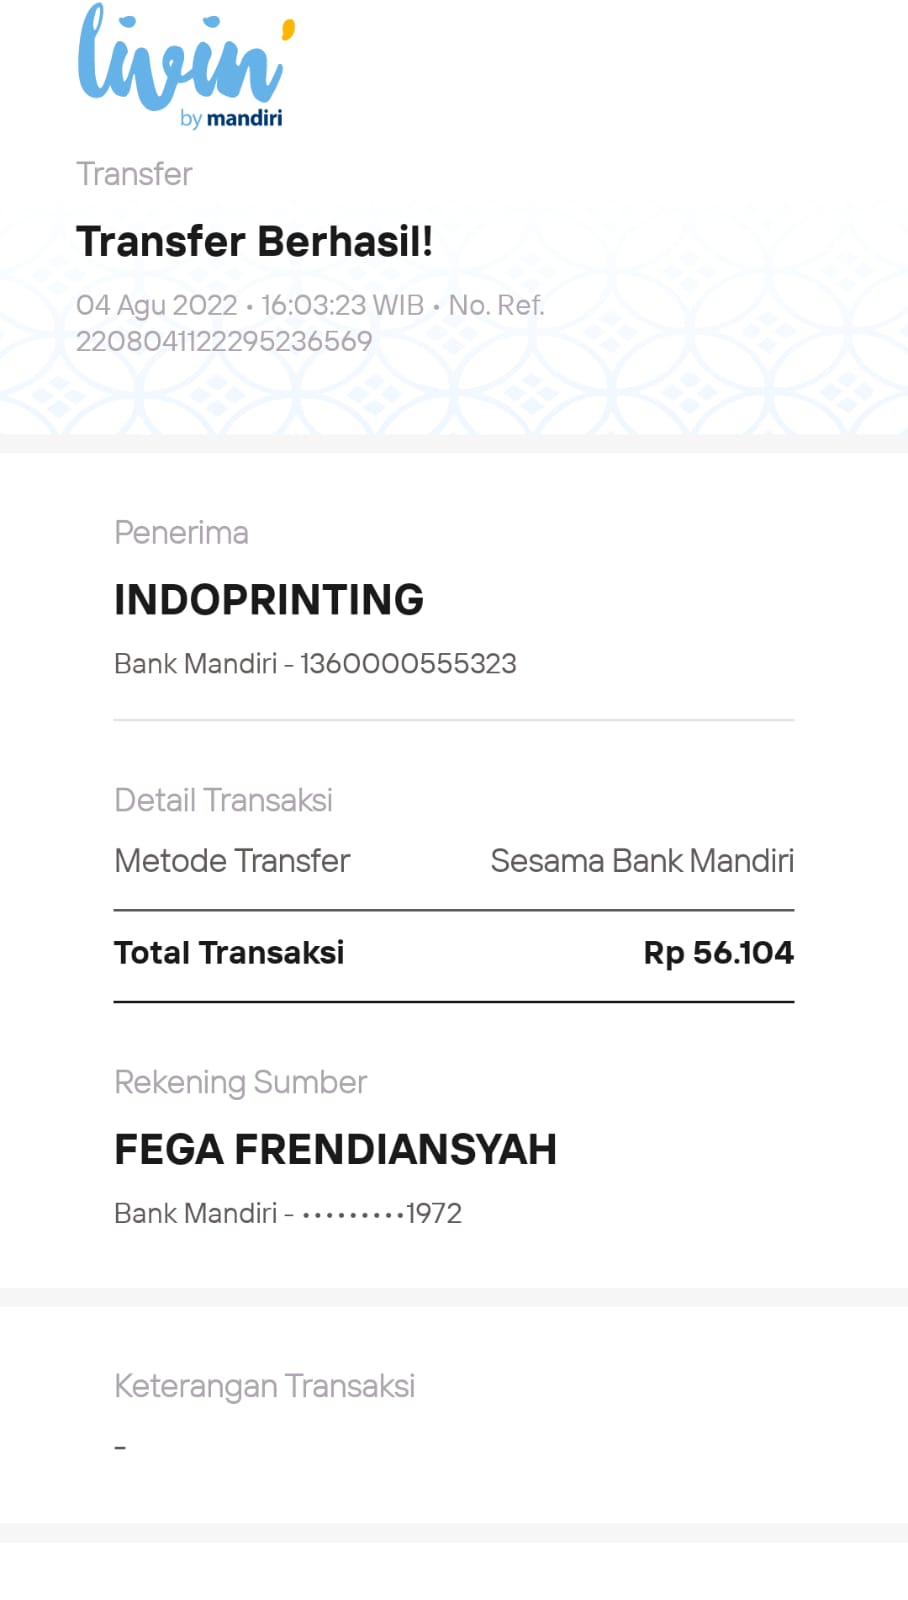 livin'
by mandiri
Transfer
Transfer Berhasil!
04 Agu 2022 • 16:03:23 WIB • No. Ref.
2208041122295236569
Penerima
INDOPRINTING
Bank Mandiri - 1360000555323
Detail Transaksi
Metode Transfer Sesama Bank Mandiri
Total Transaksi Rp 56.104
Rekening Sumber
FEGA FRENDIANSYAH
Bank Mandiri - •••••••••1972
Keterangan Transaksi
-